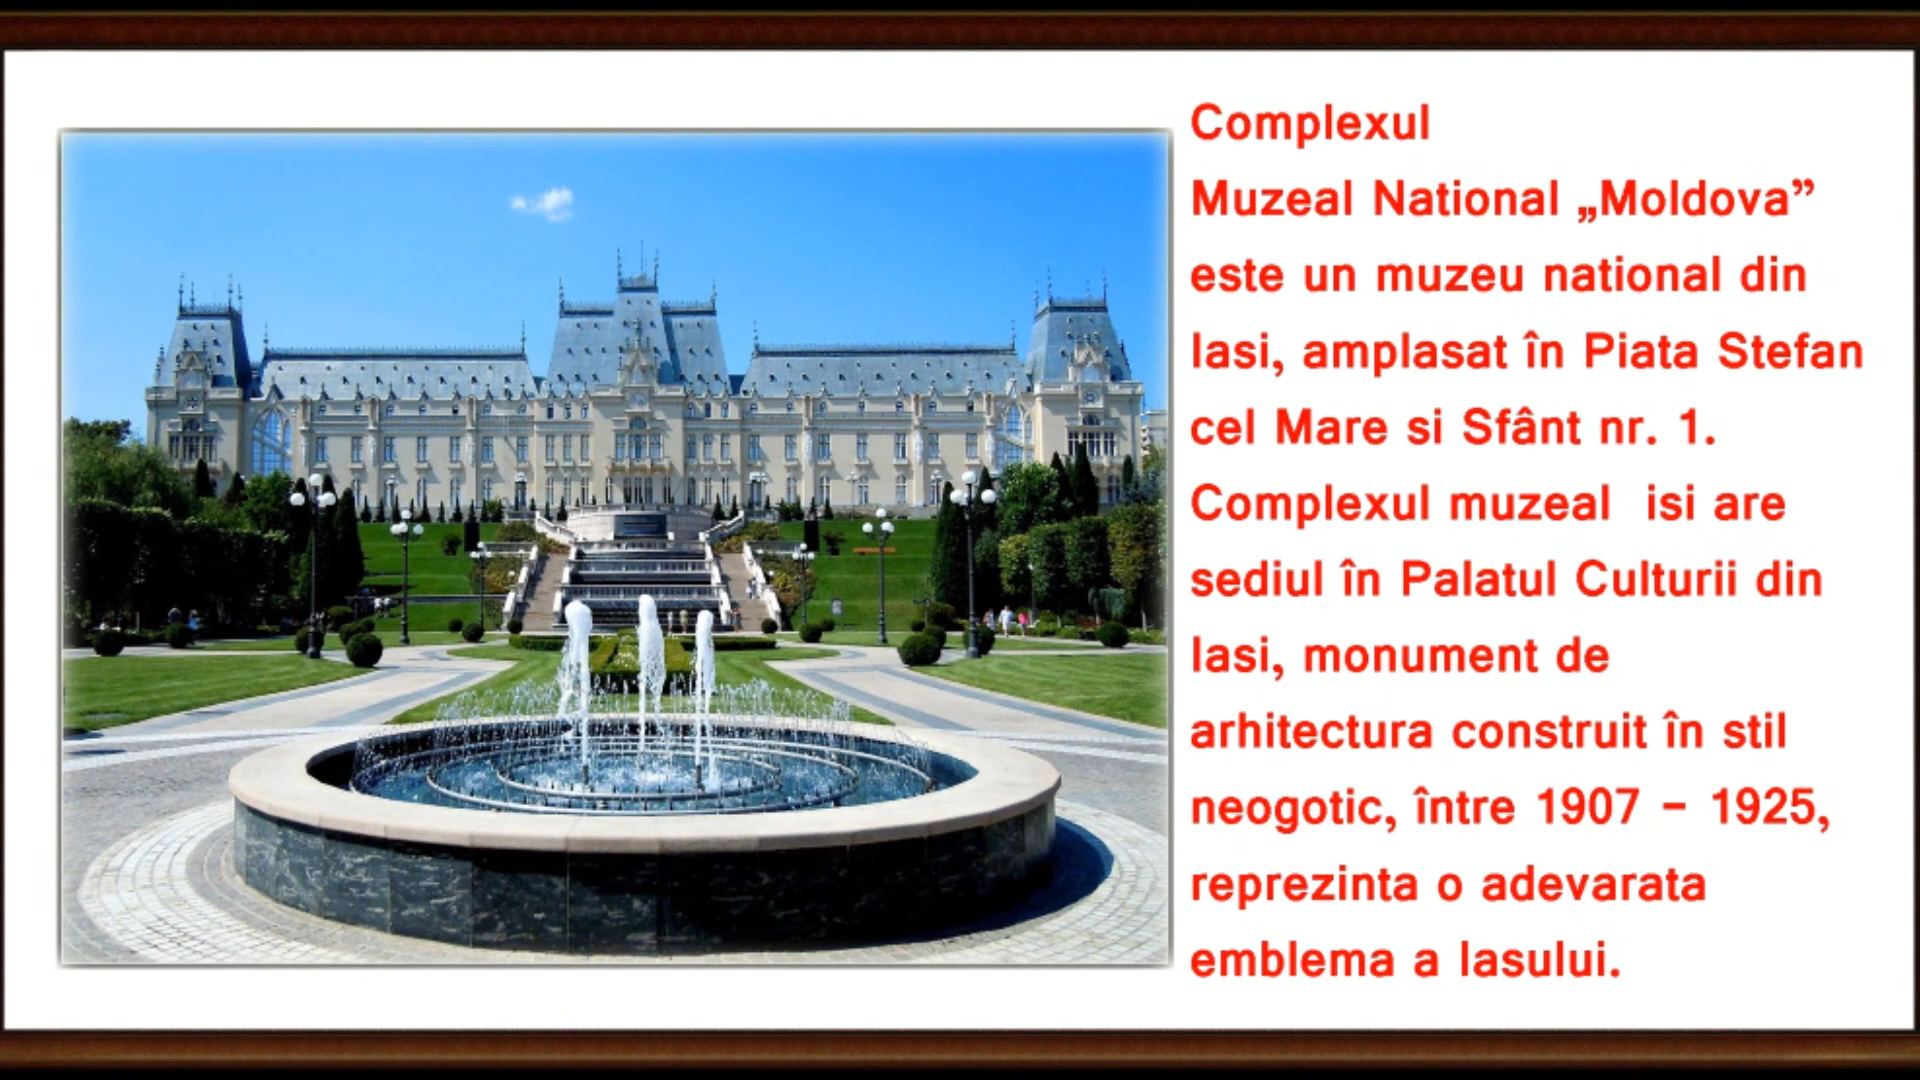 Complexul
Muzeal National „Moldova”
este un muzeu national din
Iasi, amplasat în Piata Stefan
cel Mare si Sfânt nr. 1.
Complexul muzeal  isi are
sediul în Palatul Culturii din
Iasi, monument de
arhitectura construit în stil
neogotic, între 1907 – 1925,
reprezinta o adevarata
emblema a Iasului.